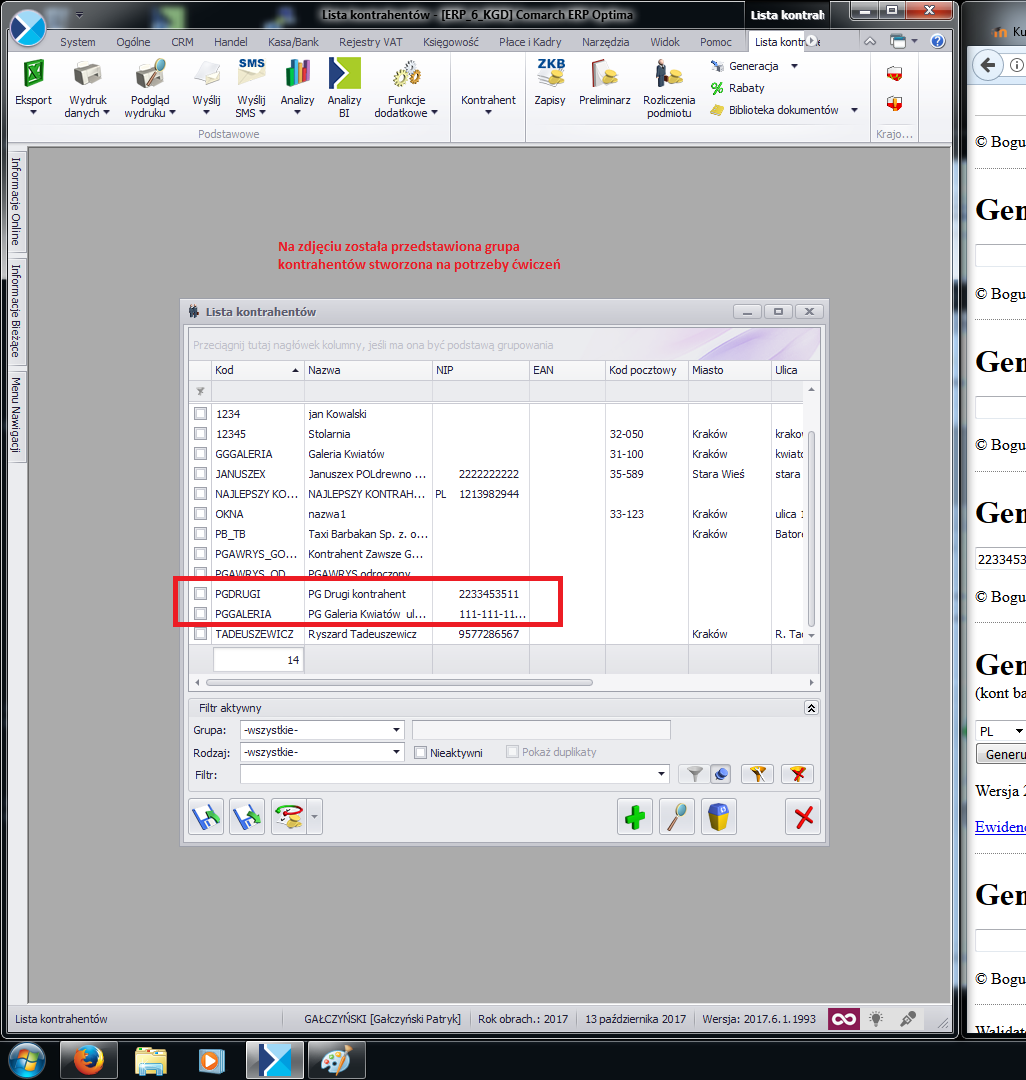 Lista kontrahentów - [ERP_6_KGD] Comarch ERP Optima
Lista kontrah
System Ogólne CRM Handel Kasa/Bank Rejestry VAT Księgowość Płace i Kadry Narzędzia Widok Pomoc Lista kontr
Eksport
Wydruk danych
Podgląd wydruku
Wyślij
SMS
Wyślij SMS
Analizy
Analizy BI
Funkcje dodatkowe
Kontrahent
ZKB
Zapisy
Preliminarz
Rozliczenia podmiotu
Generacja
Rabaty
Biblioteka dokumentów
Podstawowe
Krajo...
Informacje Online
Informacje Bieżące
Menu Nawigacji
Na zdjęciu została przedstawiona grupa
kontrahentów stworzona na potrzeby ćwiczeń
Lista kontrahentów
Przeciągnij tutaj nagłówek kolumny, jeśli ma ona być podstawą grupowania
Kod Nazwa NIP EAN Kod pocztowy Miasto Ulica
1234 jan Kowalski
12345 Stolarnia 32-050 Kraków krako
GGGALERIA Galeria Kwiatów 31-100 Kraków kwiato
JANUSZEX Januszex POLdrewno ... 2222222222 35-589 Stara Wieś stara
NAJLEPSZY KO... NAJLEPSZY KONTRAH... PL 1213982944
OKNA nazwa1 33-123 Kraków ulica 1
PB_TB Taxi Barbakan Sp. z. o... Kraków Bator
PGAWRYS_GO... Kontrahent Zawsze G...
PGAWRYS_OD PGAWRYS odroczony
PGDRUGI PG Drugi kontrahent 2233453511
PGGALERIA PG Galeria Kwiatów ul... 111-111-11...
TADEUSZEWICZ Ryszard Tadeuszewicz 9577286567 Kraków R. Tad
14
Filtr aktywny
Grupa: -wszystkie-
Rodzaj: -wszystkie- Nieaktywni Pokaż duplikaty
Filtr:
Lista kontrahentów GAŁCZYŃSKI [Gałczyński Patryk] Rok obrach.: 2017 13 października 2017 Wersja: 2017.6.1.1993
Ku
© Bogu
Gen
© Bogu
Gen
© Bogu
Gen
2233453
© Bogu
Gen
(kont ba
PL
Generu
Wersja 2
Ewidenc
Gen
© Bogu
Walidato